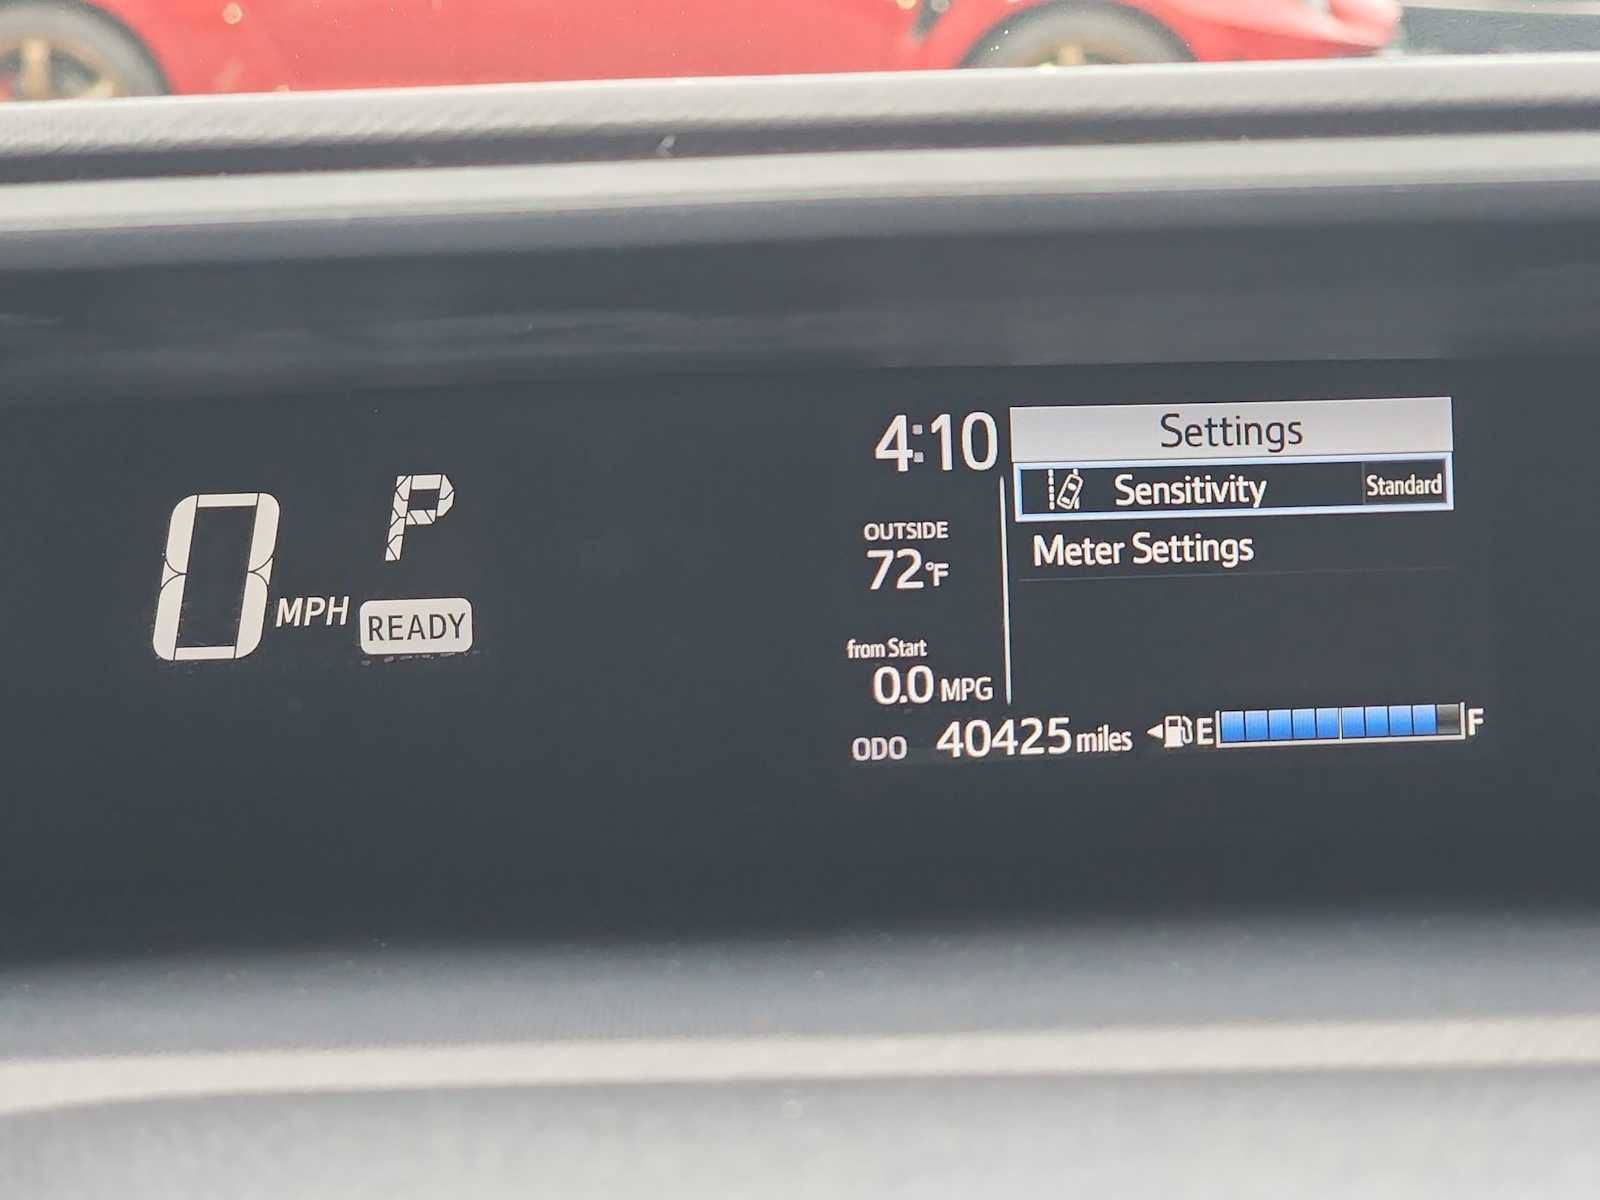 0 MPH
P
READY
4:10
OUTSIDE
72°F
from Start
0.0 MPG
Settings
Sensitivity Standard
Meter Settings
ODO 40425 miles E F